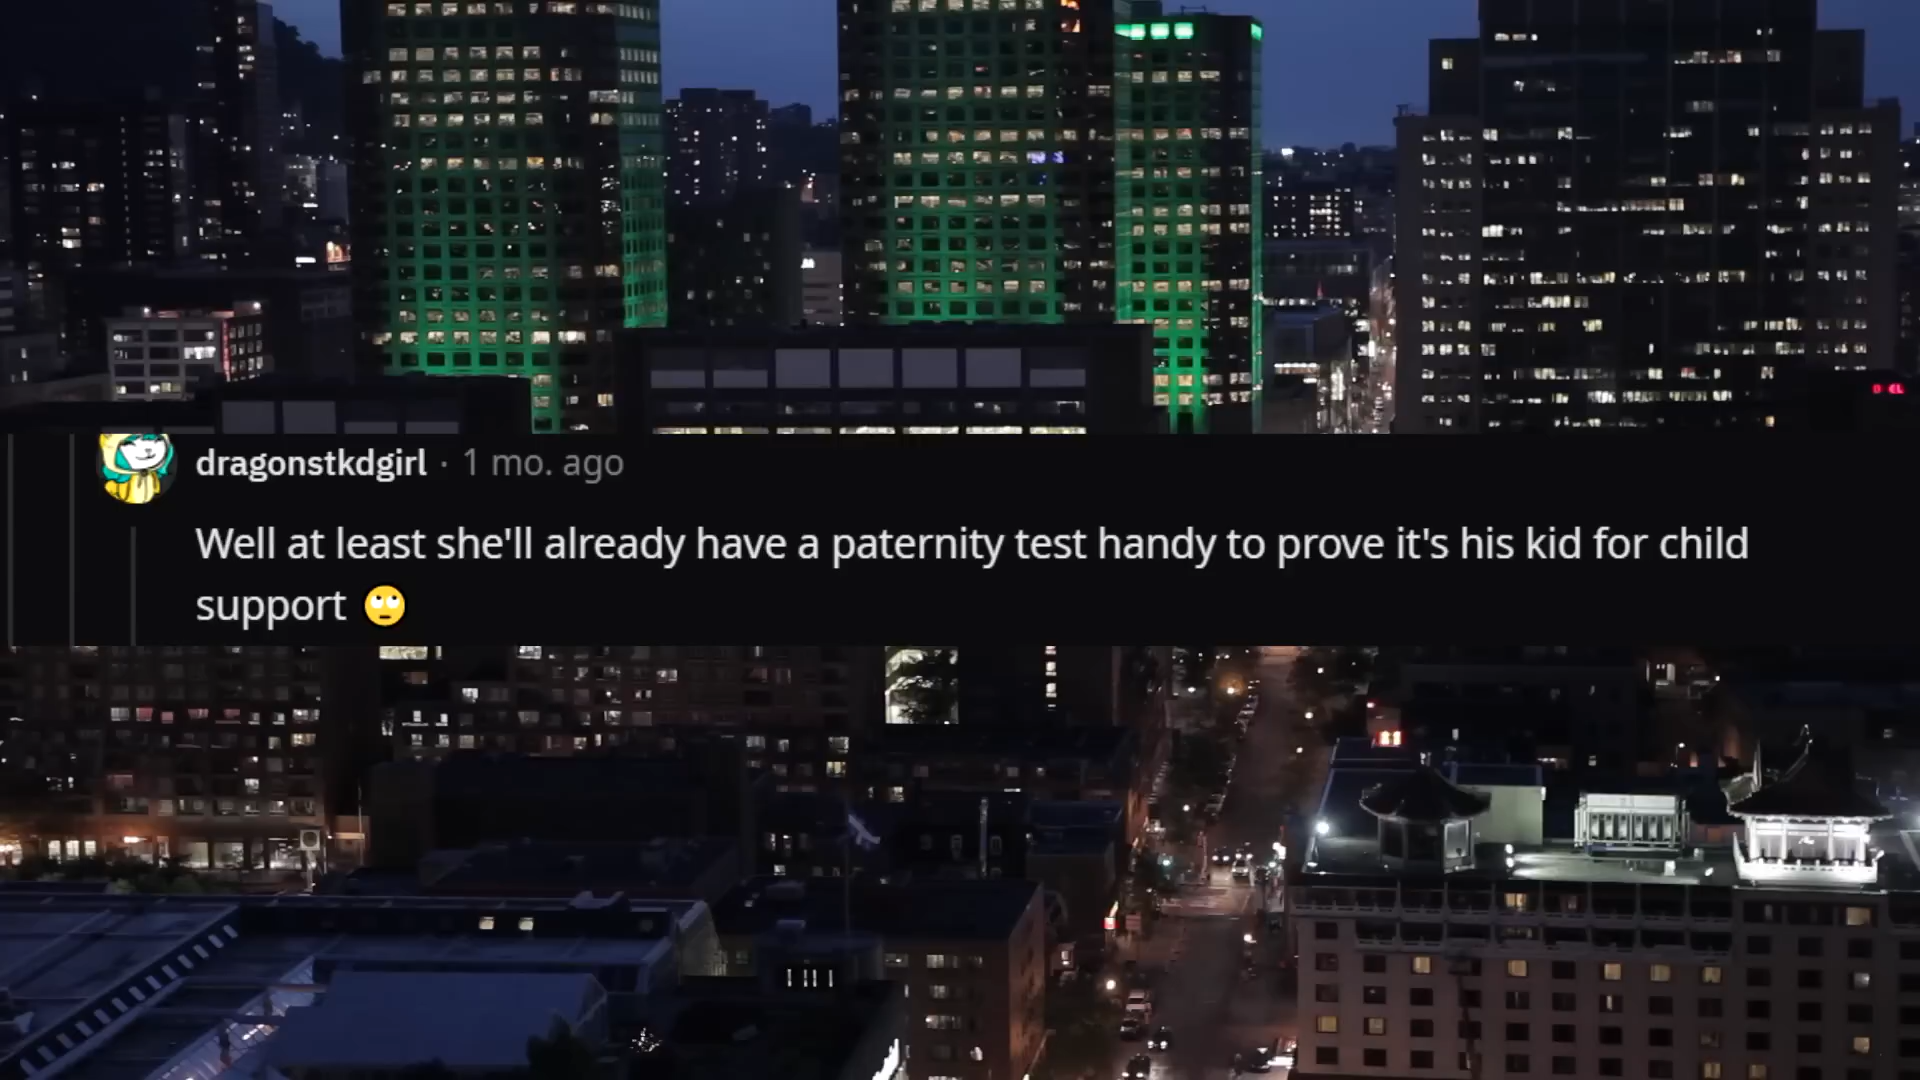 dragonstkdgirl · 1 mo. ago
Well at least she'll already have a paternity test handy to prove it's his kid for child
support 🙄